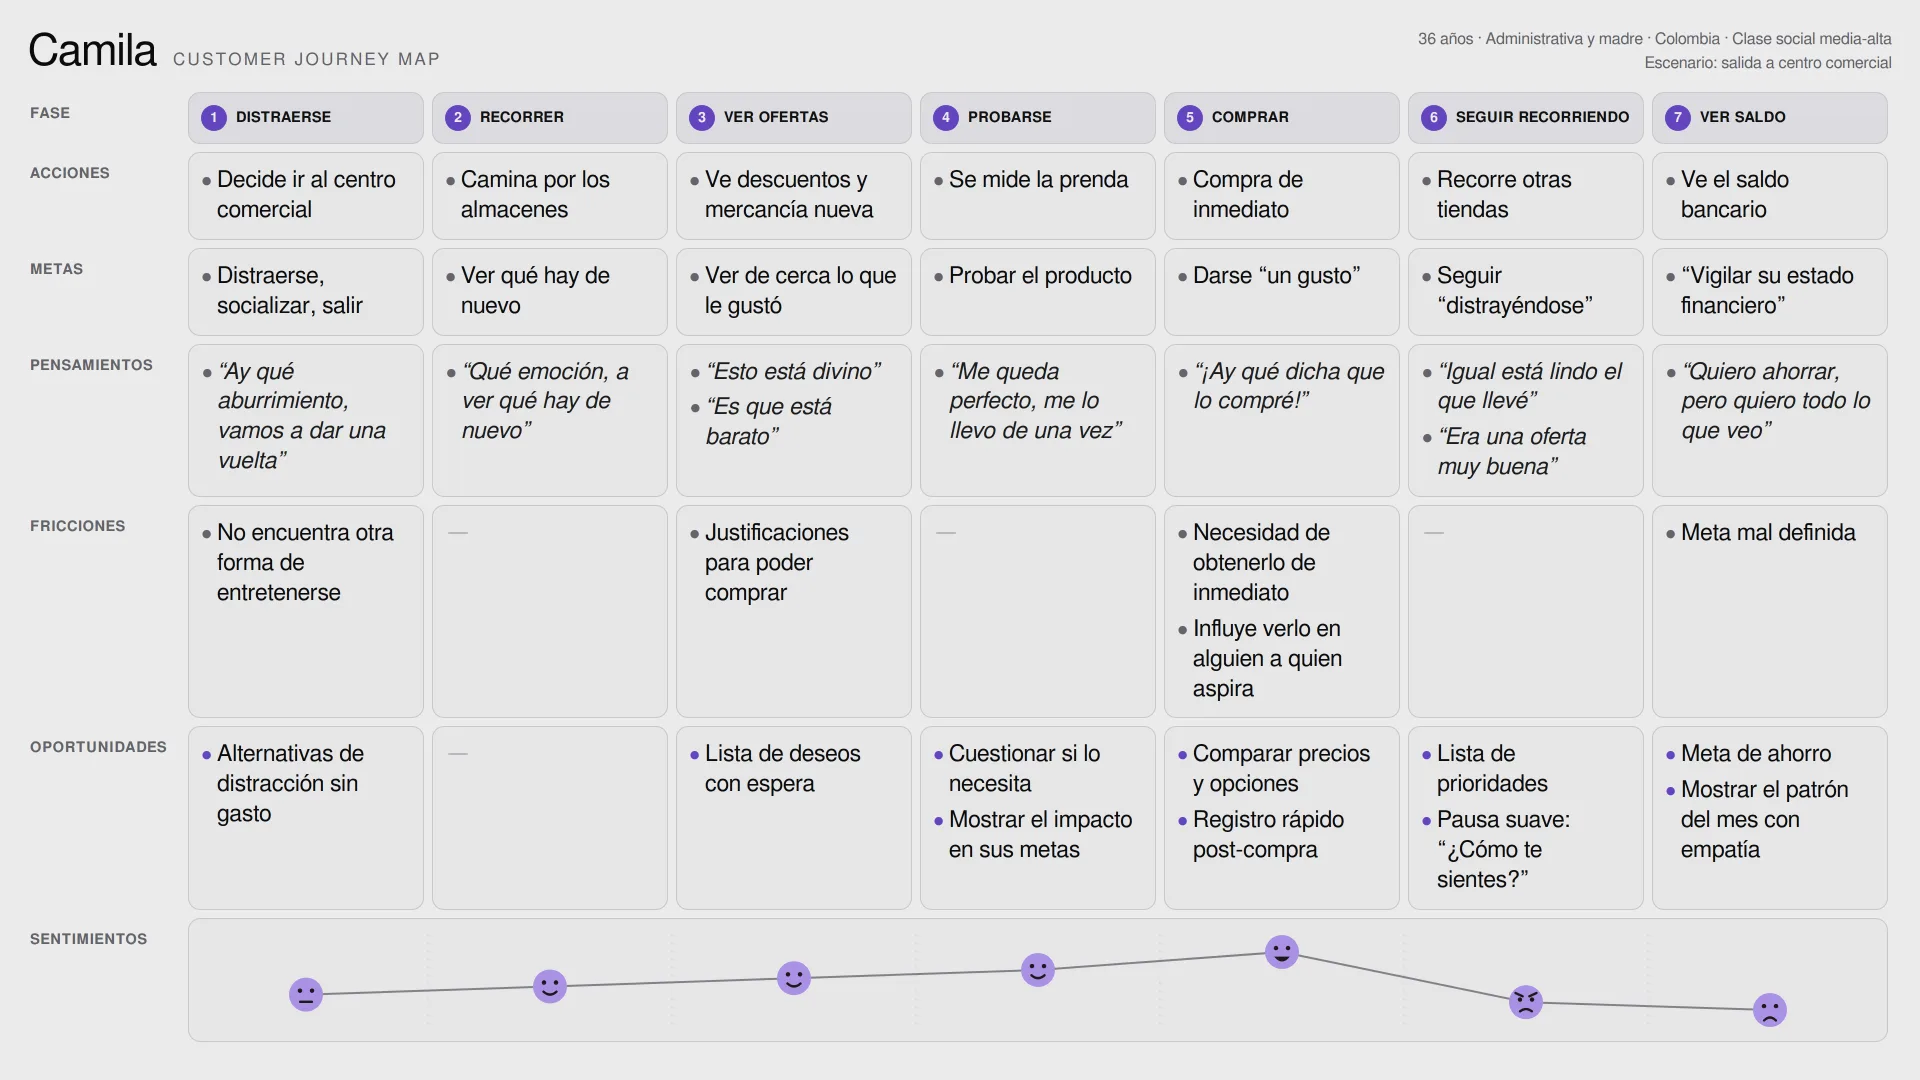 Camila CUSTOMER JOURNEY MAP
36 años · Administrativa y madre · Colombia · Clase social media-alta
Escenario: salida a centro comercial
FASE
1 DISTRAERSE
2 RECORRER
3 VER OFERTAS
4 PROBARSE
5 COMPRAR
6 SEGUIR RECORRIENDO
7 VER SALDO
ACCIONES
• Decide ir al centro
comercial
• Camina por los
almacenes
• Ve descuentos y
mercancía nueva
• Se mide la prenda
• Compra de
inmediato
• Recorre otras
tiendas
• Ve el saldo
bancario
METAS
• Distraerse,
socializar, salir
• Ver qué hay de
nuevo
• Ver de cerca lo que
le gustó
• Probar el producto
• Darse “un gusto”
• Seguir
“distrayéndose”
• “Vigilar su estado
financiero”
PENSAMIENTOS
• “Ay qué
aburrimiento,
vamos a dar una
vuelta”
• “Qué emoción, a
ver qué hay de
nuevo”
• “Esto está divino”
• “Es que está
barato”
• “Me queda
perfecto, me lo
llevo de una vez”
• “¡Ay qué dicha que
lo compré!”
• “Igual está lindo el
que llevé”
• “Era una oferta
muy buena”
• “Quiero ahorrar,
pero quiero todo lo
que veo”
FRICCIONES
• No encuentra otra
forma de
entretenerse
—
• Justificaciones
para poder
comprar
—
• Necesidad de
obtenerlo de
inmediato
• Influye verlo en
alguien a quien
aspira
—
• Meta mal definida
OPORTUNIDADES
• Alternativas de
distracción sin
gasto
—
• Lista de deseos
con espera
• Cuestionar si lo
necesita
• Mostrar el impacto
en sus metas
• Comparar precios
y opciones
• Registro rápido
post-compra
• Lista de
prioridades
• Pausa suave:
“¿Cómo te
sientes?”
• Meta de ahorro
• Mostrar el patrón
del mes con
empatía
SENTIMIENTOS